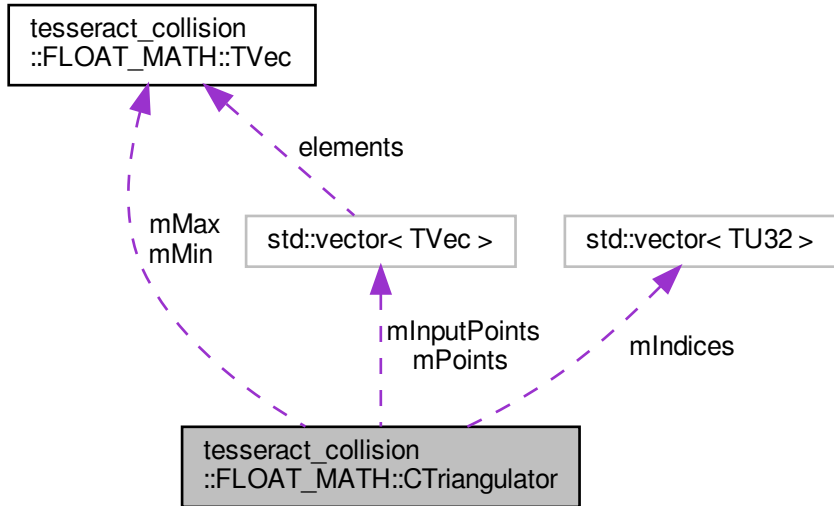 tesseract_collision
::FLOAT_MATH::TVec
elements
mMax
mMin
std::vector< TVec >
std::vector< TU32 >
mInputPoints
mPoints
mIndices
tesseract_collision
::FLOAT_MATH::CTriangulator